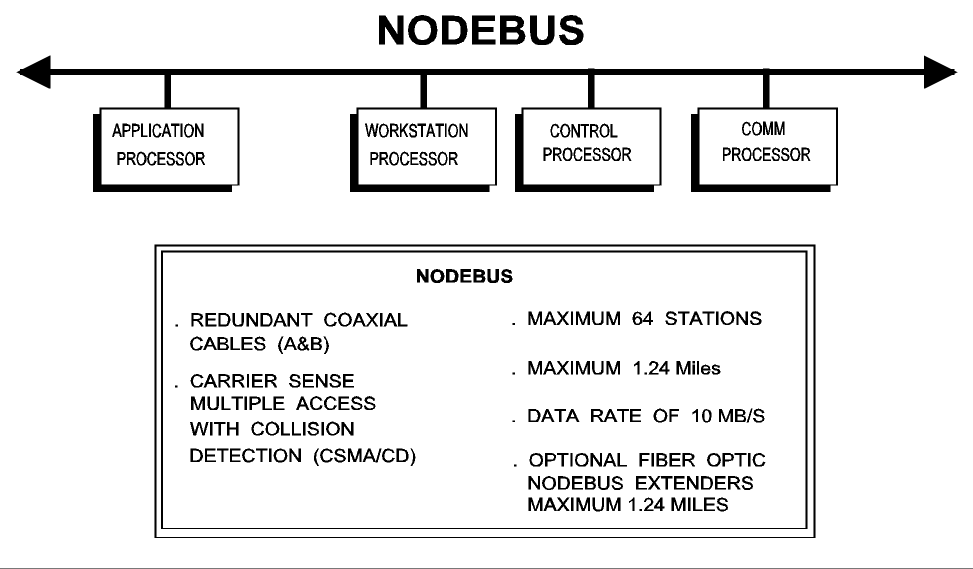 NODEBUS
APPLICATION
PROCESSOR
WORKSTATION
PROCESSOR
CONTROL
PROCESSOR
COMM
PROCESSOR
NODEBUS
. REDUNDANT COAXIAL
CABLES (A&B)
. CARRIER SENSE
MULTIPLE ACCESS
WITH COLLISION
DETECTION (CSMA/CD)
. MAXIMUM 64 STATIONS
. MAXIMUM 1.24 Miles
. DATA RATE OF 10 MB/S
. OPTIONAL FIBER OPTIC
NODEBUS EXTENDERS
MAXIMUM 1.24 MILES